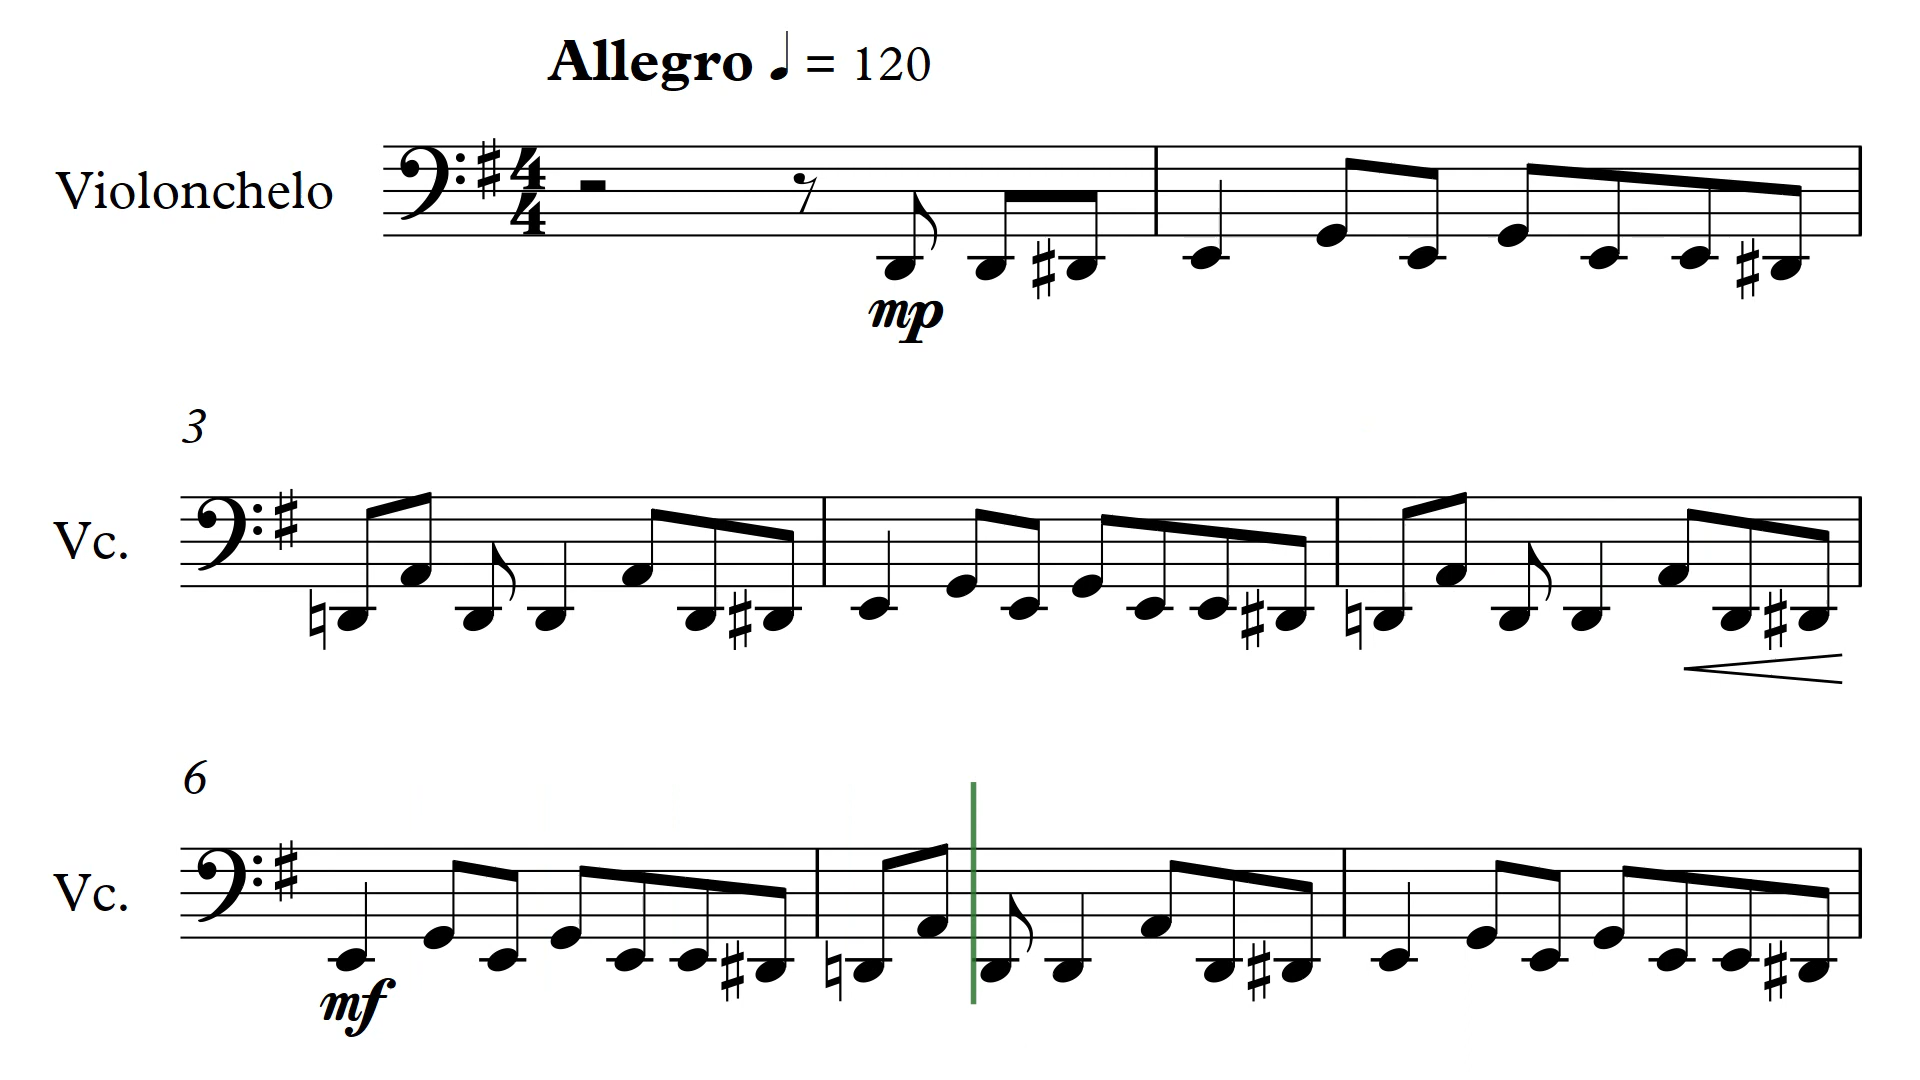 Allegro ♩ = 120
Violonchelo
4
4
mp
3
Vc.
6
Vc.
mf